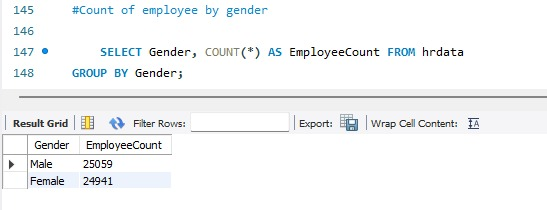 145 #Count of employee by gender
146
147 SELECT Gender, COUNT(*) AS EmployeeCount FROM hrdata
148 GROUP BY Gender;
Result Grid Filter Rows: Export: Wrap Cell Content:
Gender EmployeeCount
Male 25059
Female 24941